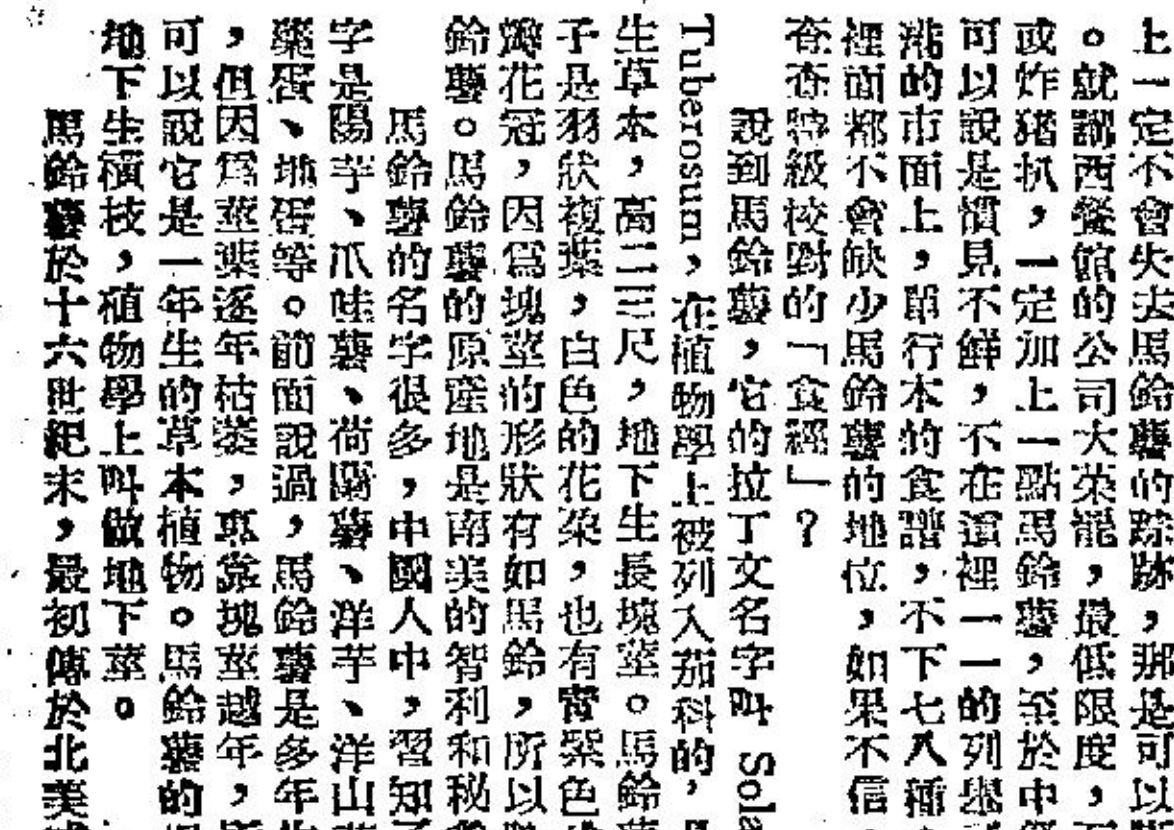 上一定不會失去馬鈴薯的踪跡，那是可以
。就說西餐館的公司大菜罷，最低限度，
或炸猪扒，一定加上一點馬鈴薯，至於中
可以說是慣見不鮮，不在這裡一一的列舉
港的市面上，單行本的食譜，不下七八種
裡面都不會缺少馬鈴薯的地位，如果不信
查查特級校對的「食經」？
說到馬鈴薯，它的拉丁文名字叫 Sola
Tuberosum，在植物學上被列入茄科的，
生草本，高二三尺，地下生長塊莖。馬鈴
子是羽狀複葉，白色的花朶，也有寶紫色
瓣花冠，因爲塊莖的形狀有如馬鈴，所以
鈴薯。馬鈴薯的原產地是南美的智利和秘
馬鈴薯的名字很多，中國人中，習知
字是陽芋、爪哇薯、荷蘭薯、洋芋、洋山
藥蛋、地蛋等。前面說過，馬鈴薯是多年
，但因爲莖葉逐年枯萎，專靠塊莖越年，
可以說它是一年生的草本植物。馬鈴薯的
地下生橫枝，植物學上叫做地下莖。
馬鈴薯於十六世紀末，最初傳於北美